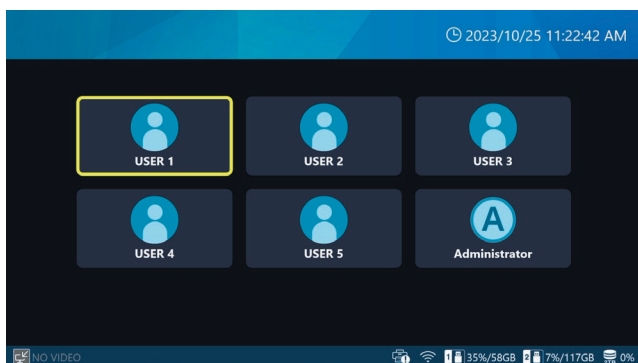 2023/10/25 11:22:42 AM
USER 1 USER 2 USER 3
A
USER 4 USER 5 Administrator
NO VIDEO 1 35%/58GB 2 7%/117GB 0%